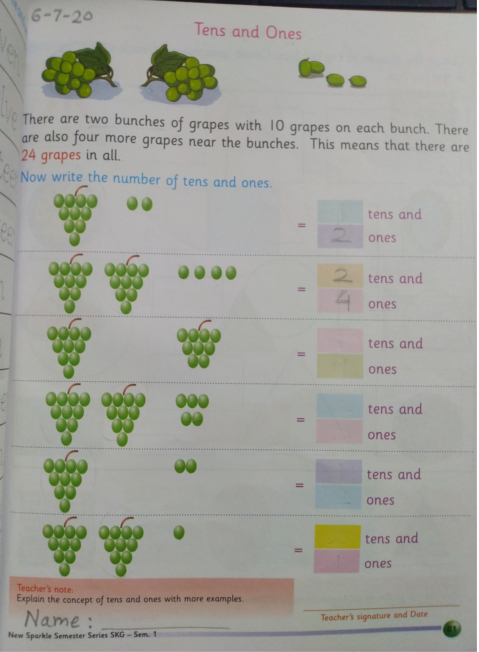 6-7-20
Tens and Ones
There are two bunches of grapes with 10 grapes on each bunch. There
are also four more grapes near the bunches. This means that there are
24 grapes in all.
Now write the number of tens and ones.
= 1 tens and
2 ones
= 2 tens and
4 ones
= tens and
ones
= tens and
ones
= tens and
ones
= tens and
1 ones
Teacher's note:
Explain the concept of tens and ones with more examples.
Name:
Teacher's signature and Date
New Sparkle Semester Series SKG – Sem. 1